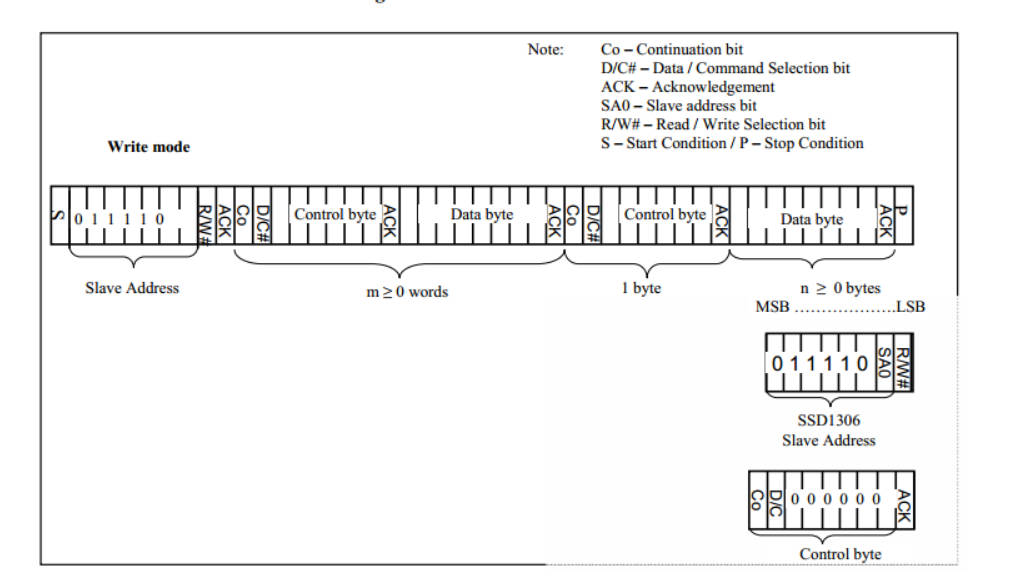 Note: Co – Continuation bit
D/C# – Data / Command Selection bit
ACK – Acknowledgement
SA0 – Slave address bit
R/W# – Read / Write Selection bit
S – Start Condition / P – Stop Condition
Write mode
S 0 1 1 1 1 0 R/W# ACK Co D/C# Control byte ACK Data byte ACK Co D/C# Control byte ACK Data byte ACK P
Slave Address m ≥ 0 words 1 byte n ≥ 0 bytes
MSB ………………….LSB
0 1 1 1 1 0 SA0 R/W#
SSD1306
Slave Address
Co D/C 0 0 0 0 0 0 ACK
Control byte